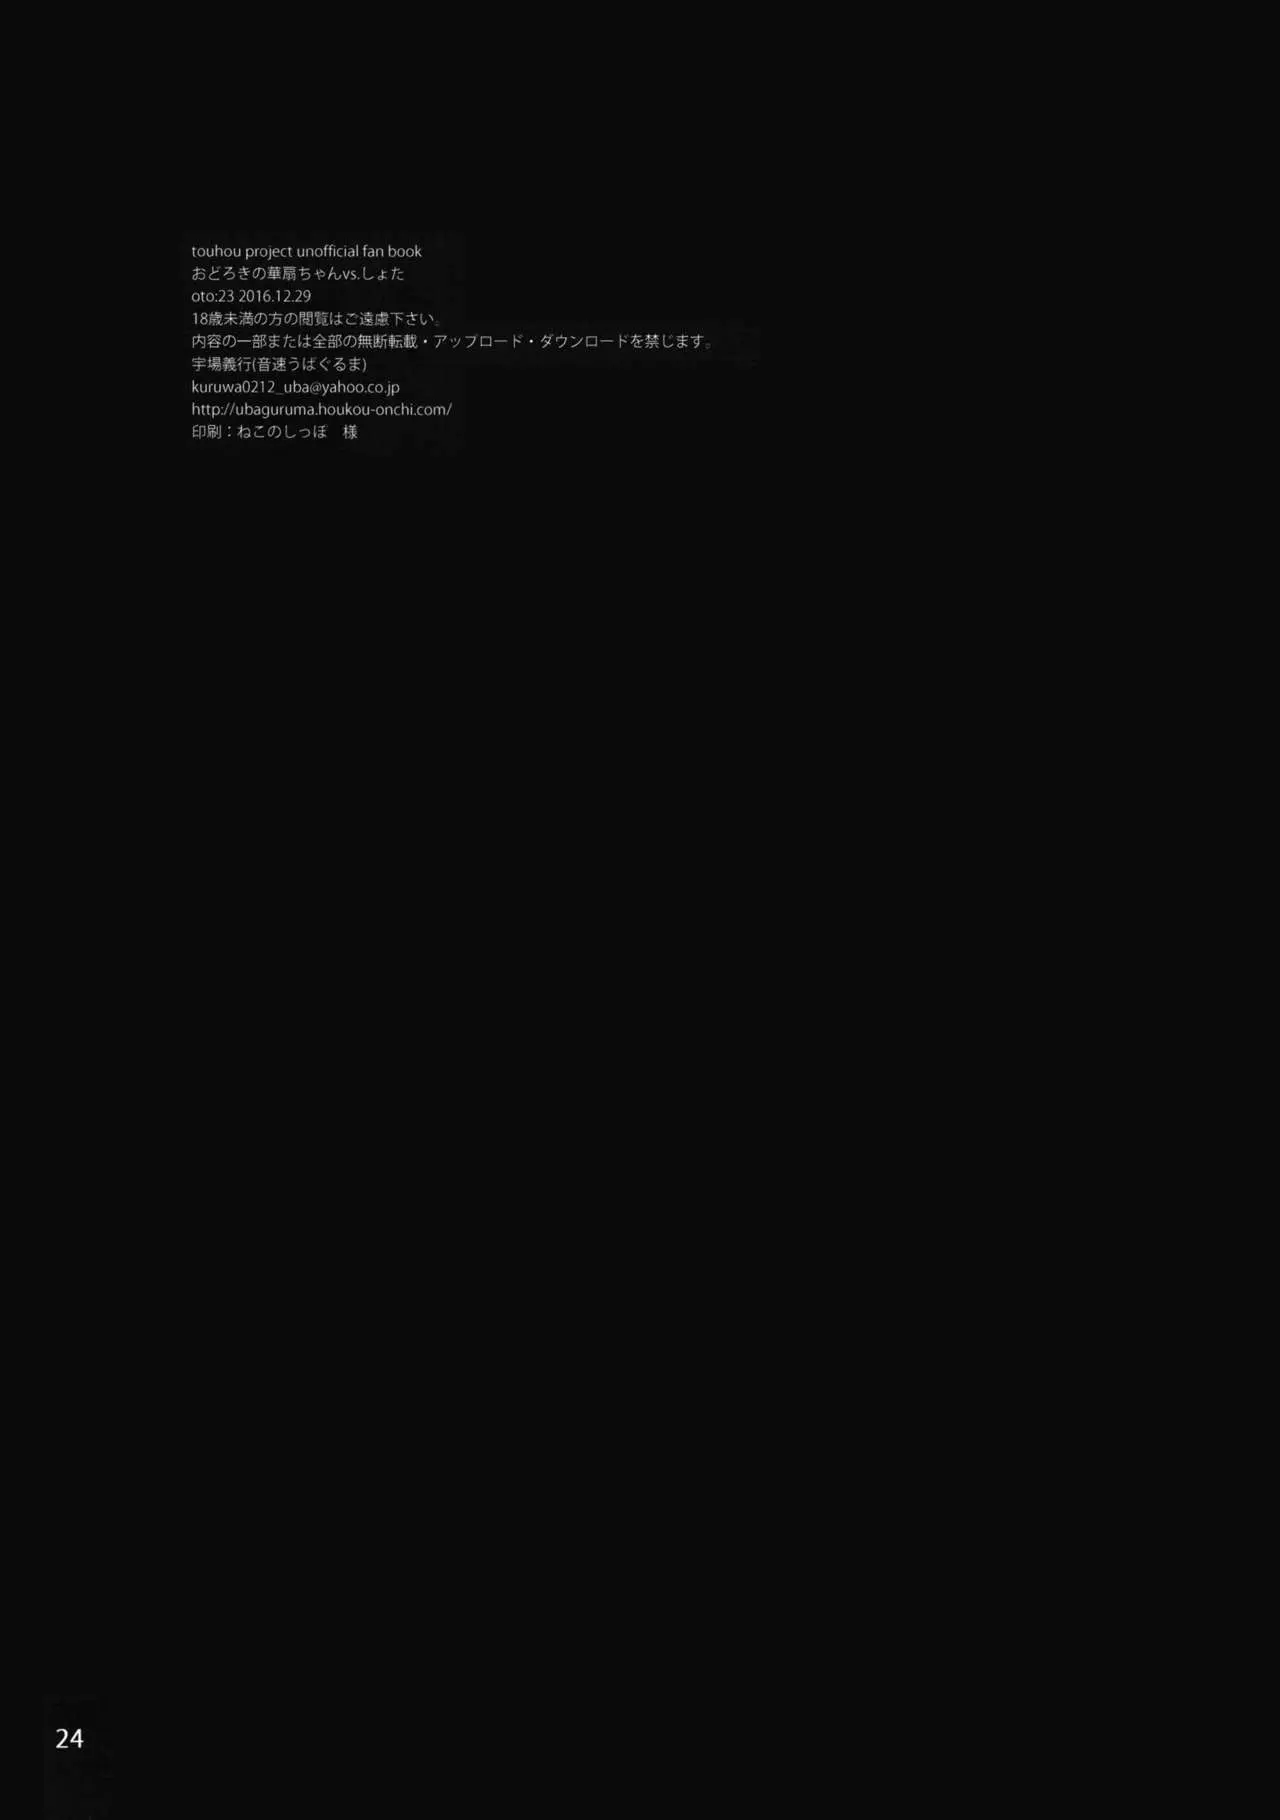 touhou project unofficial fan book
おどろきの華扇ちゃんvs.しょた
oto:23 2016.12.29
18歳未満の方の閲覧はご遠慮下さい。
内容の一部または全部の無断転載・アップロード・ダウンロードを禁じます。
宇場義行(音速うばぐるま)
kuruwa0212_uba@yahoo.co.jp
http://ubaguruma.houkou-onchi.com/
印刷：ねこのしっぽ　様
24